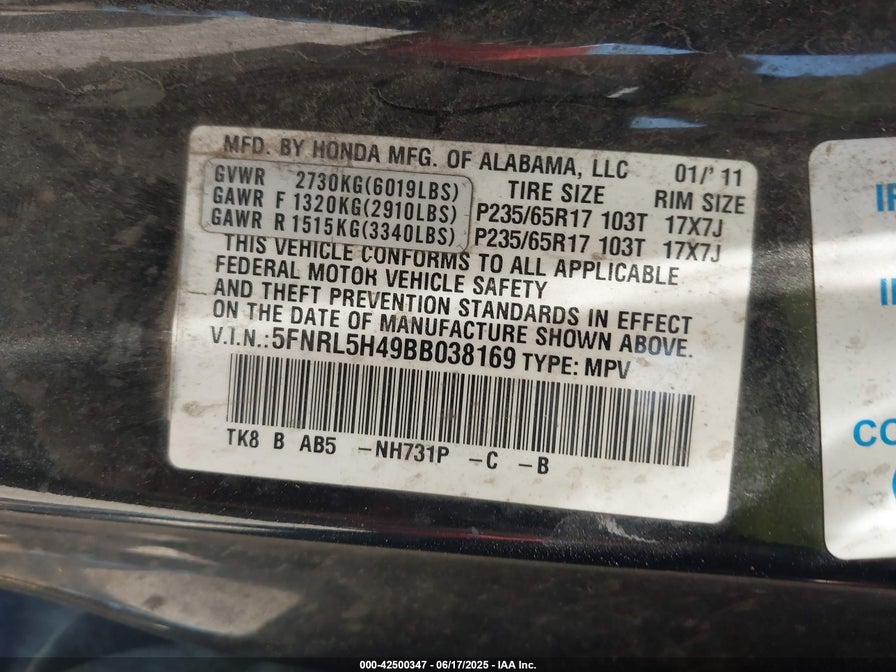 MFD. BY HONDA MFG. OF ALABAMA, LLC 01/'11
GVWR 2730KG(6019LBS) TIRE SIZE RIM SIZE
GAWR F 1320KG(2910LBS) P235/65R17 103T 17X7J
GAWR R 1515KG(3340LBS) P235/65R17 103T 17X7J
THIS VEHICLE CONFORMS TO ALL APPLICABLE
FEDERAL MOTOR VEHICLE SAFETY
AND THEFT PREVENTION STANDARDS IN EFFECT
ON THE DATE OF MANUFACTURE SHOWN ABOVE.
V.I.N.:5FNRL5H49BB038169 TYPE: MPV
TK8 B AB5 -NH731P -C -B
CO
000-42500347 / 06/17/2025 - IAA Inc.